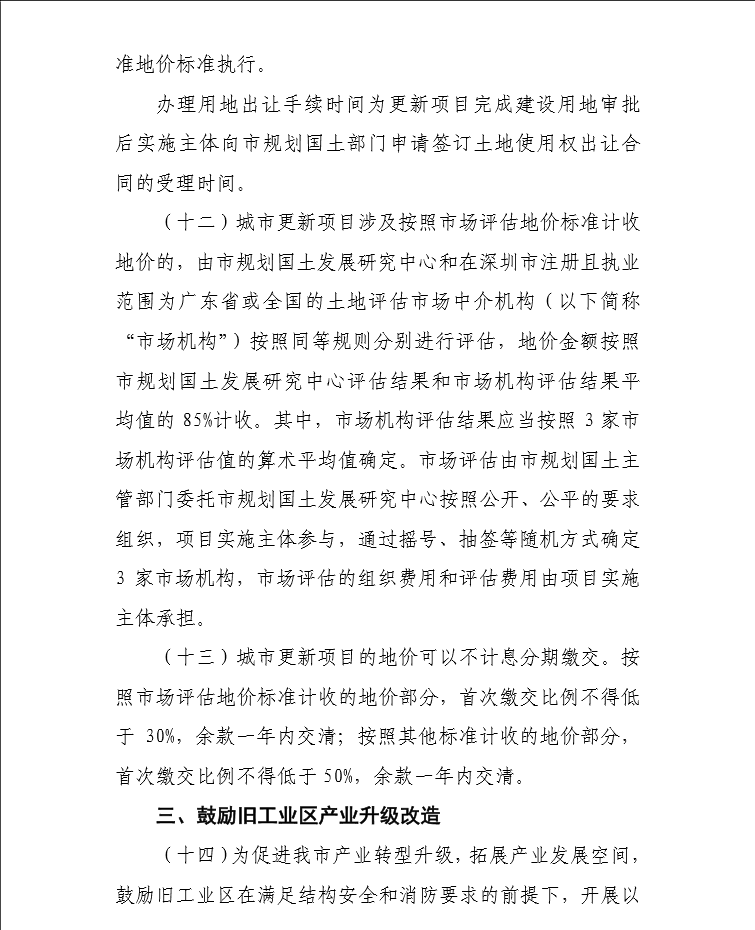 准地价标准执行。
办理用地出让手续时间为更新项目完成建设用地审批
后实施主体向市规划国土部门申请签订土地使用权出让合
同的受理时间。
（十二）城市更新项目涉及按照市场评估地价标准计收
地价的，由市规划国土发展研究中心和在深圳市注册且执业
范围为广东省或全国的土地评估市场中介机构（以下简称
“市场机构”）按照同等规则分别进行评估，地价金额按照
市规划国土发展研究中心评估结果和市场机构评估结果平
均值的 85%计收。其中，市场机构评估结果应当按照 3 家市
场机构评估值的算术平均值确定。市场评估由市规划国土主
管部门委托市规划国土发展研究中心按照公开、公平的要求
组织，项目实施主体参与，通过摇号、抽签等随机方式确定
3 家市场机构，市场评估的组织费用和评估费用由项目实施
主体承担。
（十三）城市更新项目的地价可以不计息分期缴交。按
照市场评估地价标准计收的地价部分，首次缴交比例不得低
于 30%，余款一年内交清；按照其他标准计收的地价部分，
首次缴交比例不得低于 50%，余款一年内交清。
三、鼓励旧工业区产业升级改造
（十四）为促进我市产业转型升级，拓展产业发展空间，
鼓励旧工业区在满足结构安全和消防要求的前提下，开展以